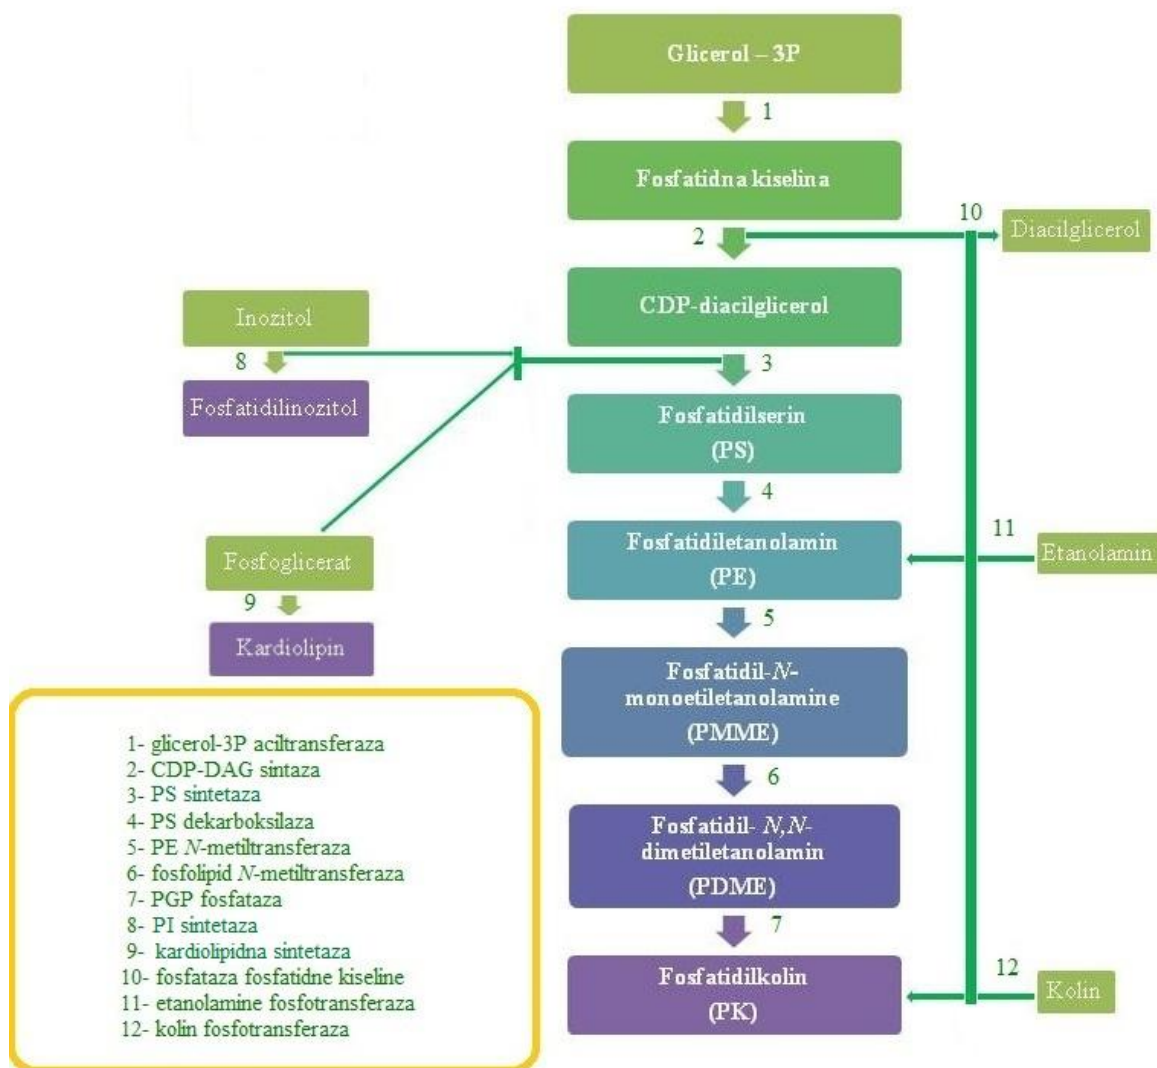 Glicerol – 3P
1
Fosfatidna kiselina
10
2
Diacilglicerol
CDP-diacilglicerol
Inozitol
8
3
Fosfatidilinozitol
Fosfatidilserin
(PS)
4
Fosfatidiletanolamin
(PE)
11
Etanolamin
Fosfoglicerat
9
5
Kardiolipin
Fosfatidil-N-
monoetiletanolamine
(PMME)
6
Fosfatidil- N,N-
dimetiletanolamin
(PDME)
7
Fosfatidilkolin
(PK)
12
Kolin
1- glicerol-3P aciltransferaza
2- CDP-DAG sintaza
3- PS sintetaza
4- PS dekarboksilaza
5- PE N-metiltransferaza
6- fosfolipid N-metiltransferaza
7- PGP fosfataza
8- PI sintetaza
9- kardiolipidna sintetaza
10- fosfataza fosfatidne kiseline
11- etanolamine fosfotransferaza
12- kolin fosfotransferaza